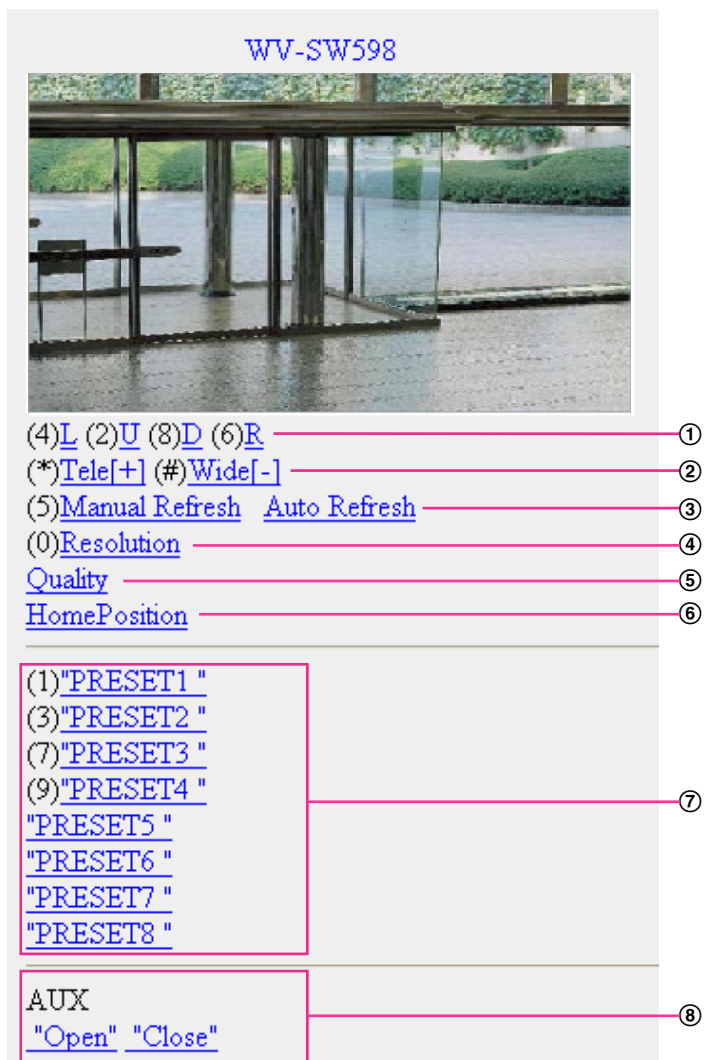 WV-SW598
(4)L (2)U (8)D (6)R ①
(*)Tele[+] (#)Wide[-] ②
(5)Manual Refresh Auto Refresh ③
(0)Resolution ④
Quality ⑤
HomePosition ⑥
(1)"PRESET1 "
(3)"PRESET2 "
(7)"PRESET3 "
(9)"PRESET4 " ⑦
"PRESET5 "
"PRESET6 "
"PRESET7 "
"PRESET8 "
AUX ⑧
"Open" "Close"